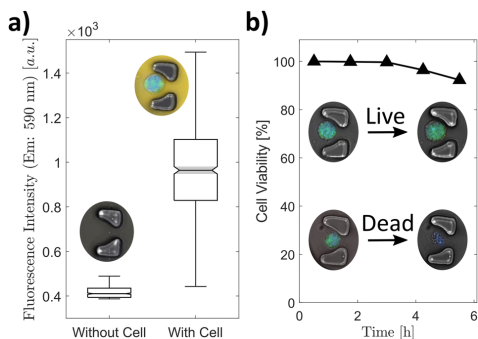 a)
×10³
Fluorescence Intensity (Em: 590 nm) [a.u.]
1.4
1.2
1
0.8
0.6
0.4
Without Cell
With Cell
b)
Cell Viability [%]
100
80
60
40
20
0
Live
Dead
0
2
4
6
Time [h]